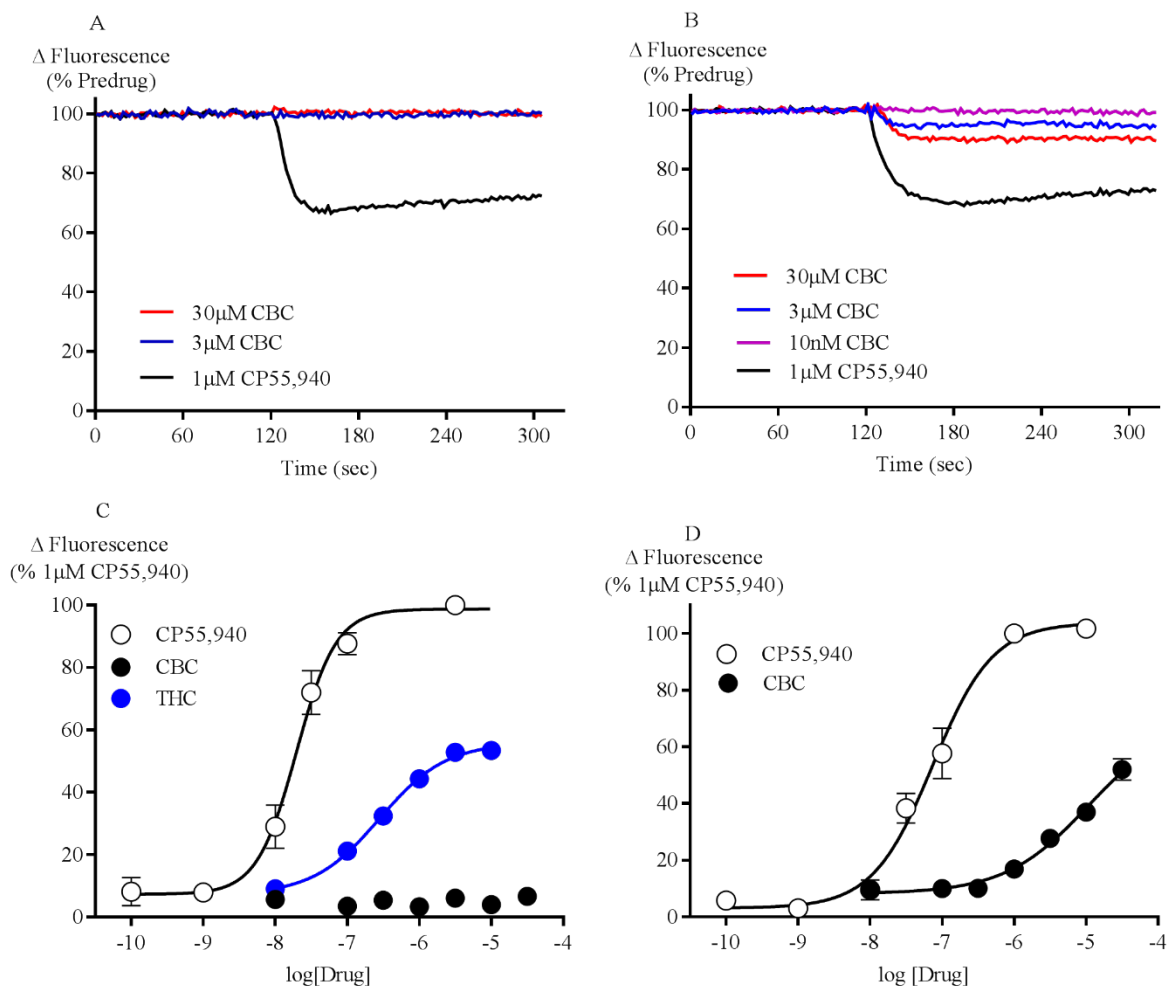 A
Δ Fluorescence
(% Predrug)
100
80
60
40
20
0
0 60 120 180 240 300
Time (sec)
30μM CBC
3μM CBC
1μM CP55,940
B
Δ Fluorescence
(% Predrug)
100
80
60
40
20
0
0 60 120 180 240 300
Time (sec)
30μM CBC
3μM CBC
10nM CBC
1μM CP55,940
C
Δ Fluorescence
(% 1μM CP55,940)
100
80
60
40
20
0
CP55,940
CBC
THC
-10 -9 -8 -7 -6 -5 -4
log[Drug]
D
Δ Fluorescence
(% 1μM CP55,940)
100
80
60
40
20
0
CP55,940
CBC
-10 -9 -8 -7 -6 -5 -4
log [Drug]